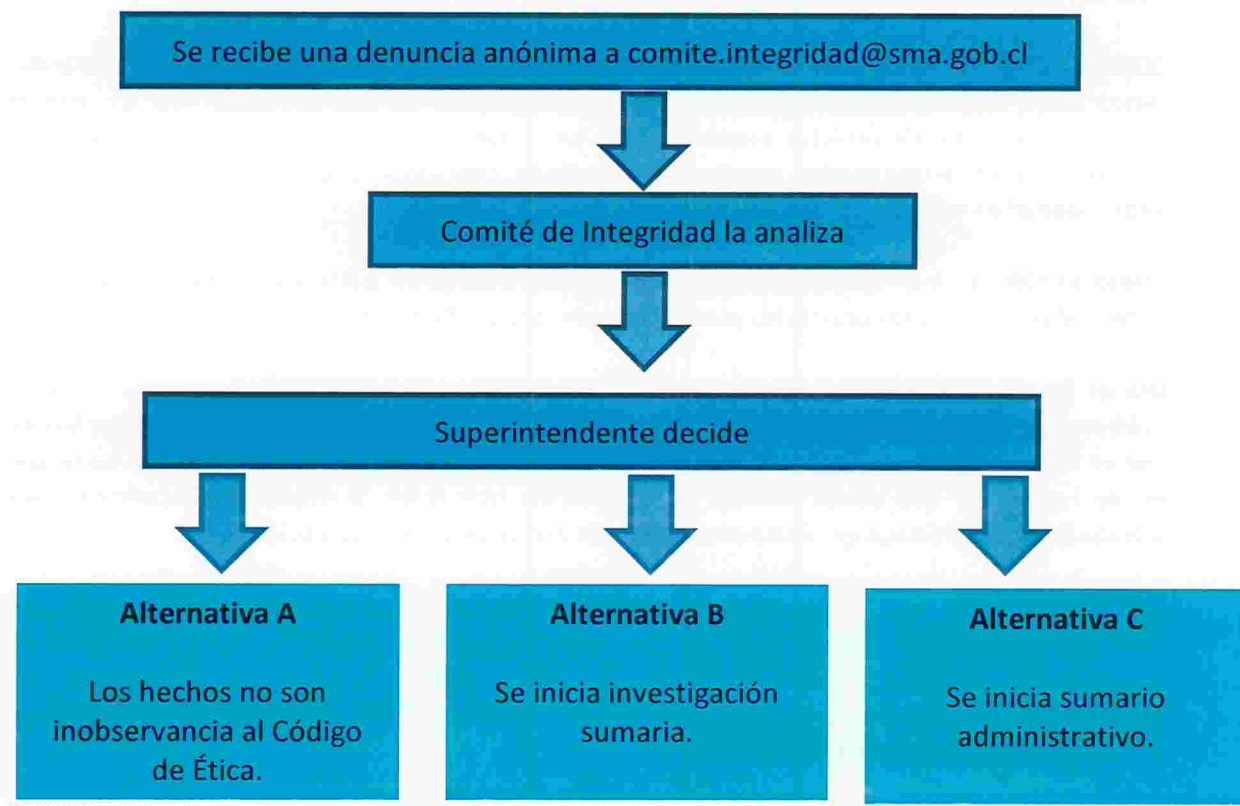 Se recibe una denuncia anónima a comite.integridad@sma.gob.cl
Comité de Integridad la analiza
Superintendente decide
Alternativa A
Los hechos no son
inobservancia al Código
de Ética.
Alternativa B
Se inicia investigación
sumaria.
Alternativa C
Se inicia sumario
administrativo.